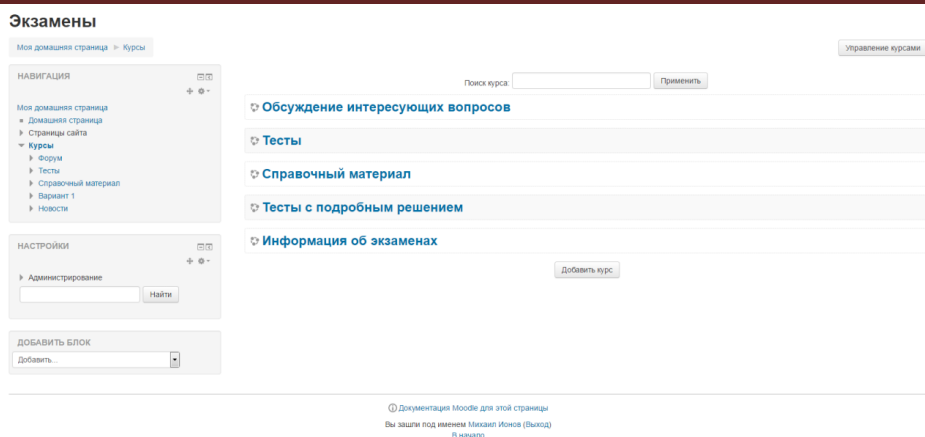 Экзамены
Моя домашняя страница ► Курсы
Управление курсами
НАВИГАЦИЯ
Моя домашняя страница
Домашняя страница
Страницы сайта
Курсы
Форум
Тесты
Справочный материал
Вариант 1
Новости
НАСТРОЙКИ
Администрирование
Найти
ДОБАВИТЬ БЛОК
Добавить...
Поиск курса:
Применить
Обсуждение интересующих вопросов
Тесты
Справочный материал
Тесты с подробным решением
Информация об экзаменах
Добавить курс
Документация Moodle для этой страницы
Вы зашли под именем Михаил Ионов (Выход)
В начало